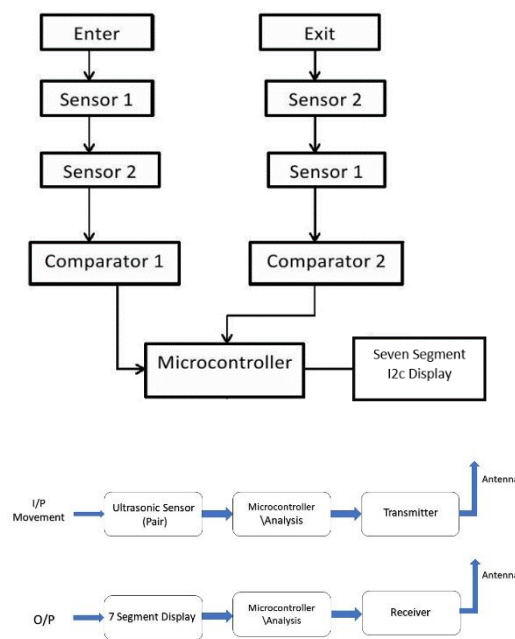 Enter
Exit
Sensor 1
Sensor 2
Sensor 2
Sensor 1
Comparator 1
Comparator 2
Microcontroller
Seven Segment
I2c Display
I/P
Movement
Ultrasonic Sensor
(Pair)
Microcontroller
\Analysis
Transmitter
Antenna
O/P
7 Segment Display
Microcontroller
\Analysis
Receiver
Antenna